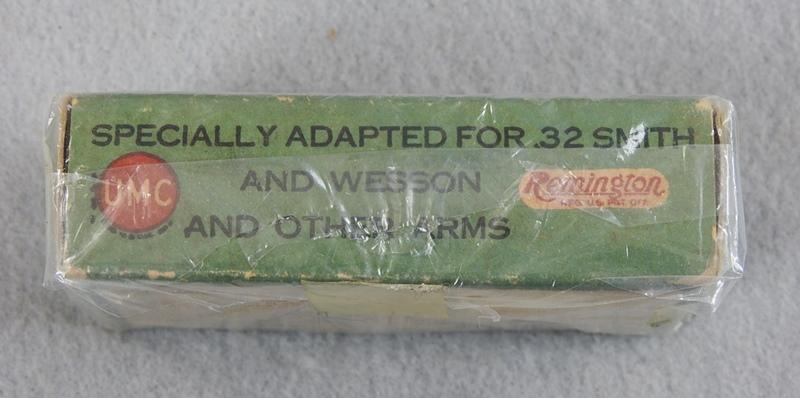 SPECIALLY ADAPTED FOR .32 SMITH
UMC
AND WESSON
Remington
REG. U.S. PAT. OFF.
AND OTHER ARMS